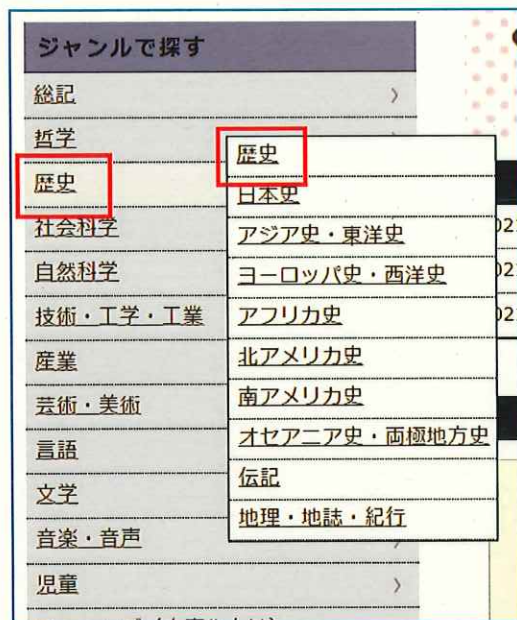 ジャンルで探す
総記
哲学
歴史
社会科学
自然科学
技術・工学・工業
産業
芸術・美術
言語
文学
音楽・音声
児童
歴史
日本史
アジア史・東洋史
ヨーロッパ史・西洋史
アフリカ史
北アメリカ史
南アメリカ史
オセアニア史・両極地方史
伝記
地理・地誌・紀行